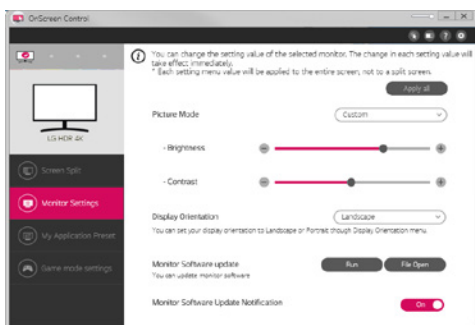 OnScreen Control
You can change the setting value of the selected monitor. The change in each setting value will
take effect immediately.
* Each setting menu value will be applied to the entire screen, not to a split screen.
Apply all
LG HDR 4K
Picture Mode
Custom
- Brightness
- Contrast
Screen Split
Monitor Settings
My Application Preset
Game mode settings
Display Orientation
Landscape
You can set your display orientation to Landscape or Portrait though Display Orientation menu
Monitor Software update
Run
File Open
You can update monitor software
Monitor Software Update Notification
On